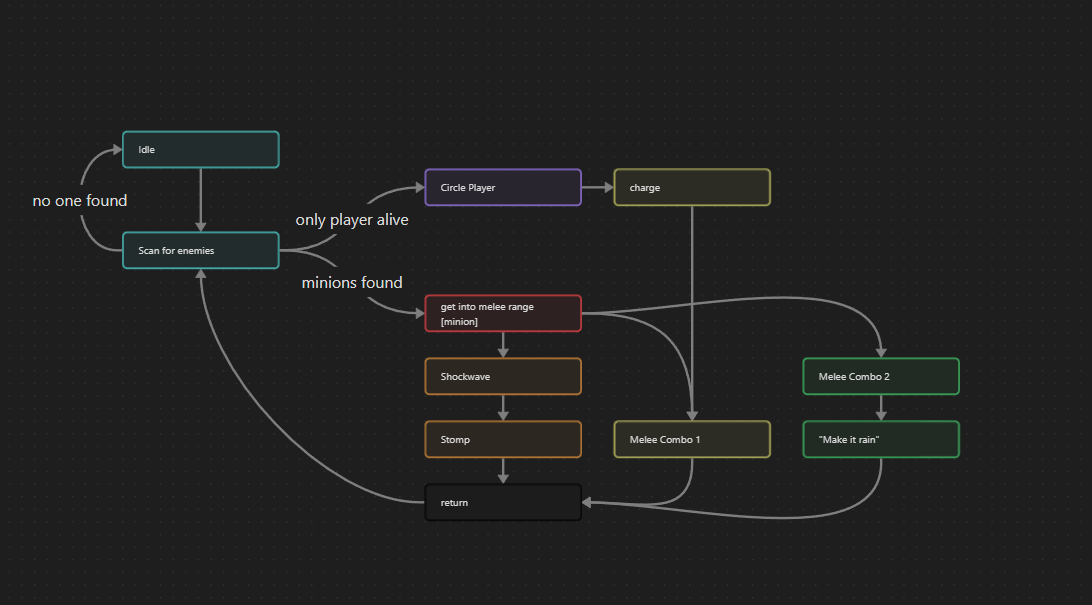 Idle
no one found
Scan for enemies
only player alive
minions found
Circle Player
charge
get into melee range
[minion]
Shockwave
Melee Combo 2
Stomp
Melee Combo 1
"Make it rain"
return